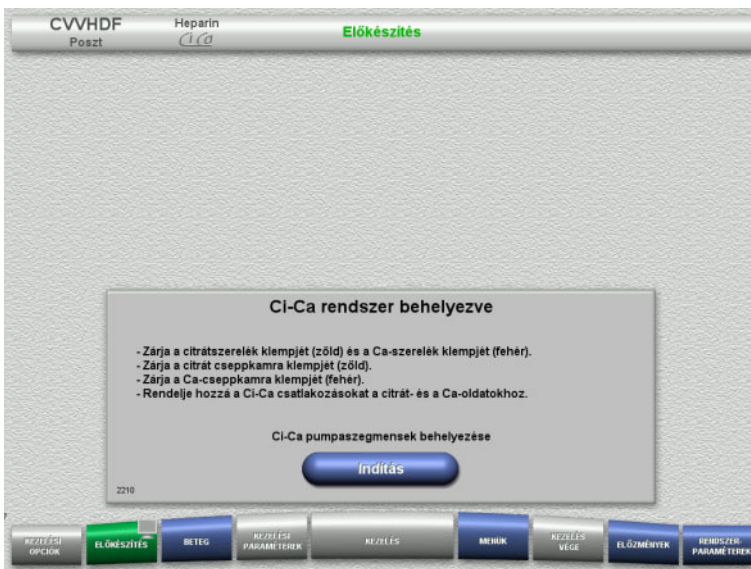 CVVHDF
Poszt
Heparin
Ci Ca
Előkészítés
Ci-Ca rendszer behelyezve
- Zárja a citrátszerelék klempjét (zöld) és a Ca-szerelék klempjét (fehér).
- Zárja a citrát cseppkamra klempjét (zöld).
- Zárja a Ca-cseppkamra klempjét (fehér).
- Rendelje hozzá a Ci-Ca csatlakozásokat a citrát- és a Ca-oldatokhoz.
Ci-Ca pumpaszegmensek behelyezése
Indítás
2210
KEZELÉSI OPCIÓK
ELŐKÉSZÍTÉS
BETEG
KEZELÉSI PARAMÉTEREK
KEZELÉS
MENÜK
KEZELÉS VÉGE
ELŐZMÉNYEK
RENDSZER-PARAMÉTEREK